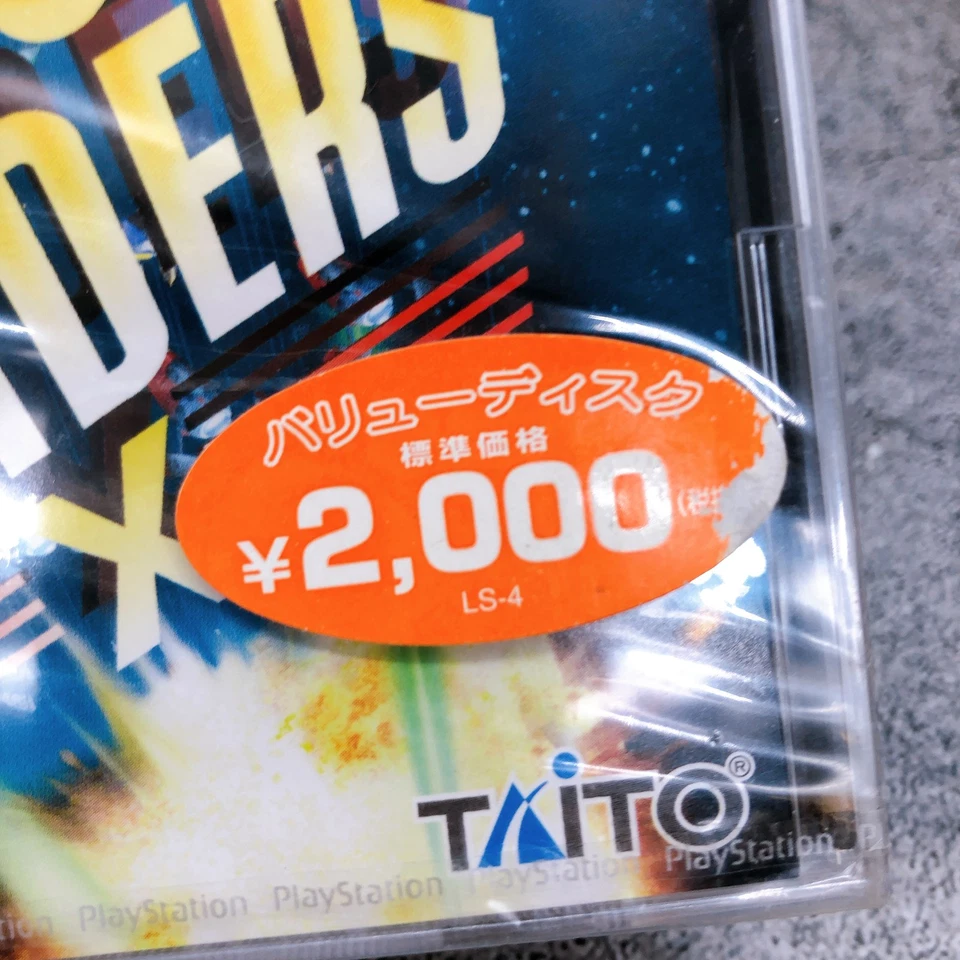 DERS
X
バリューディスク
標準価格
¥2,000
LS-4
TAITO®
PlayStation PlayStation PlayStation PlayStation